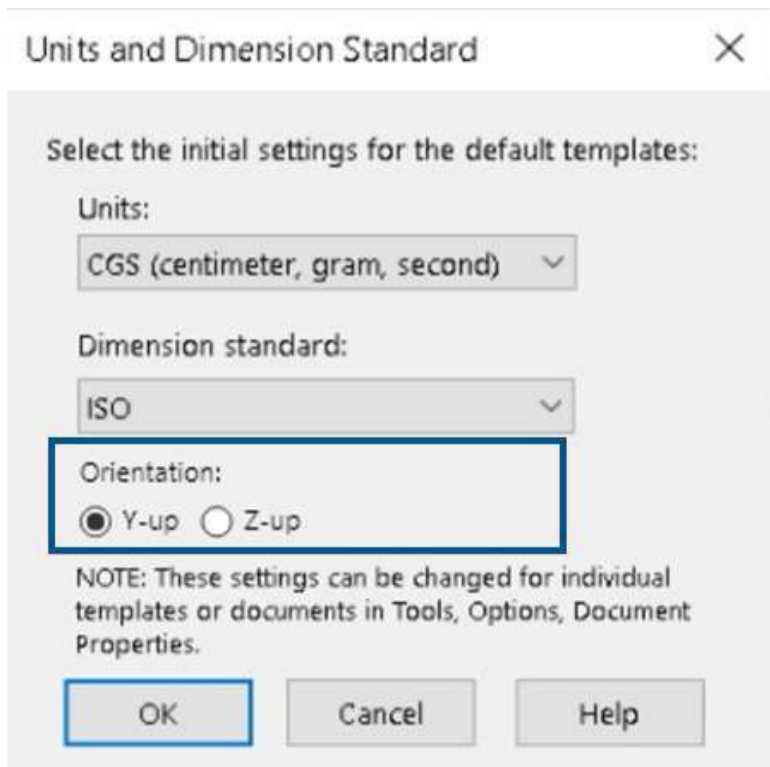 Units and Dimension Standard
Select the initial settings for the default templates:
Units:
CGS (centimeter, gram, second)
Dimension standard:
ISO
Orientation:
Y-up Z-up
NOTE: These settings can be changed for individual
templates or documents in Tools, Options, Document
Properties.
OK Cancel Help